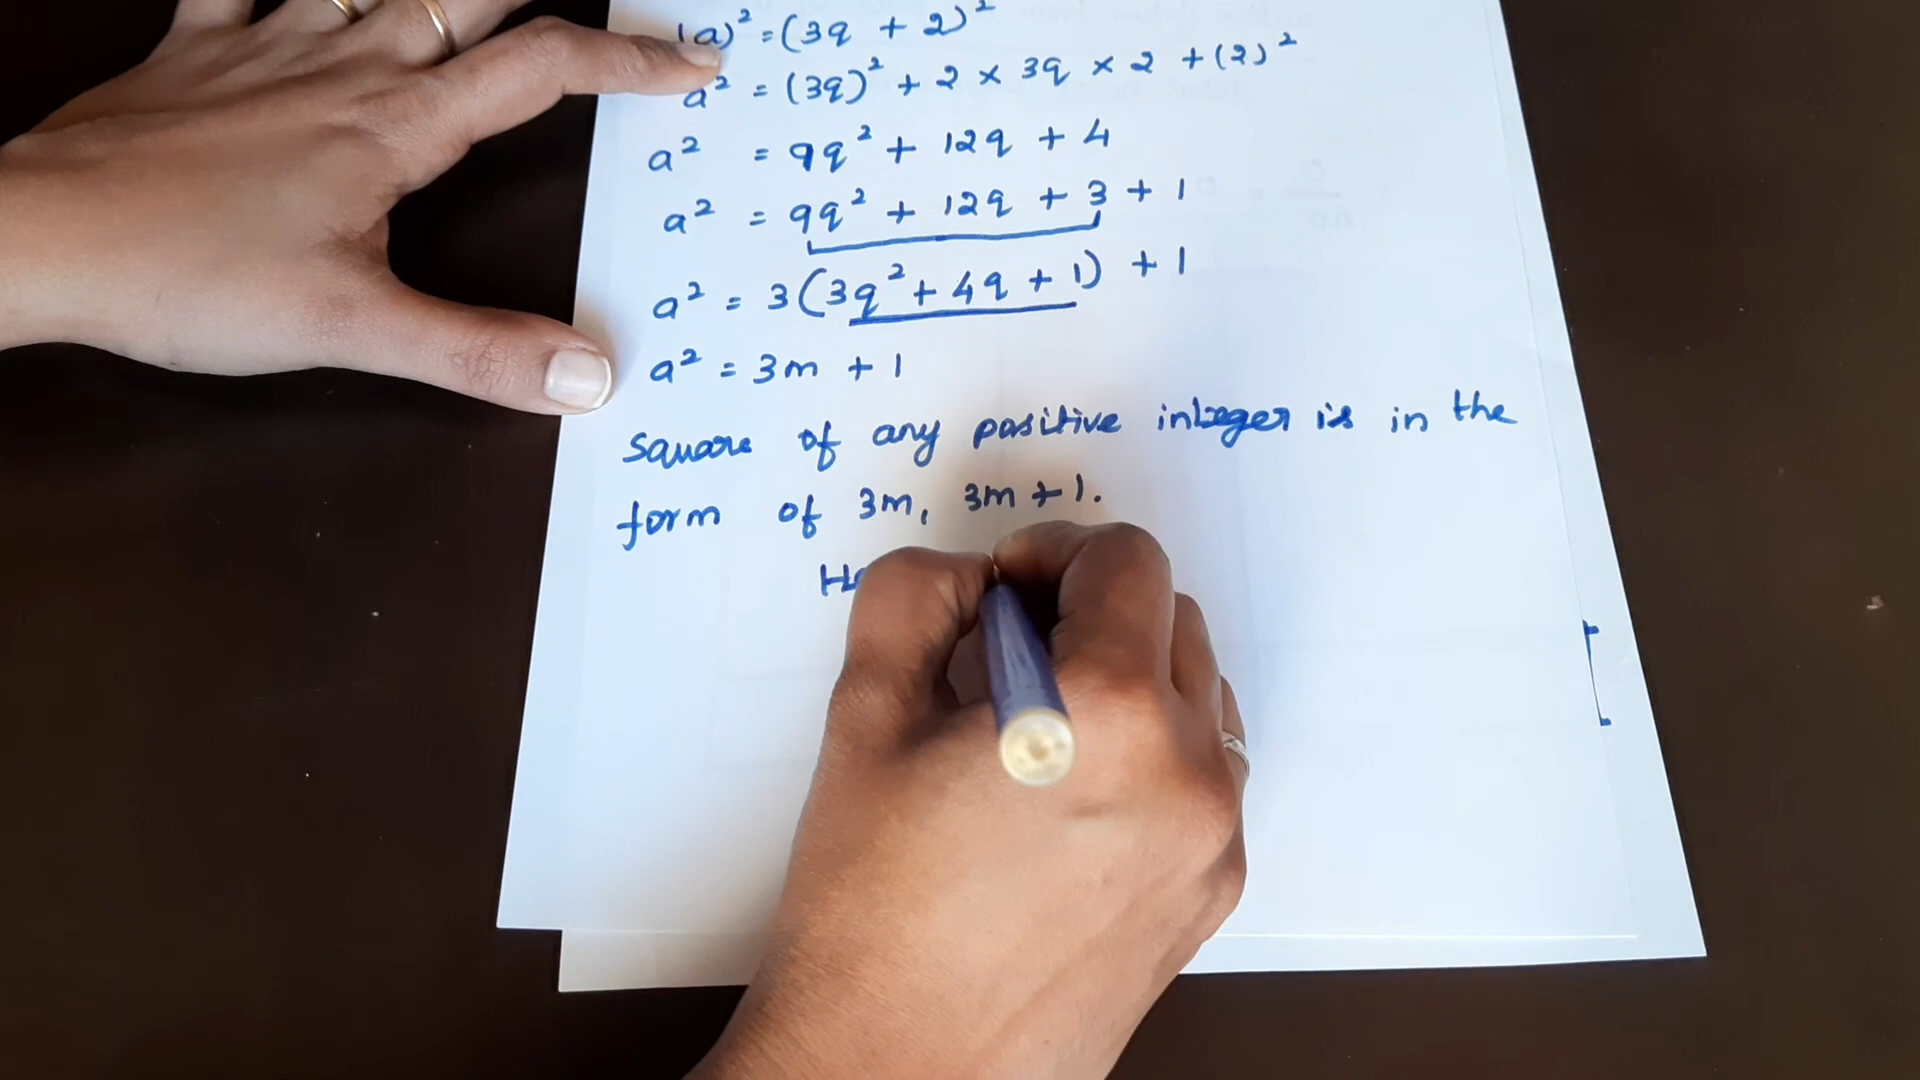 (a)² = (3q + 2)²
a² = (3q)² + 2 × 3q × 2 + (2)²
a² = 9q² + 12q + 4
a² = 9q² + 12q + 3 + 1
a² = 3(3q² + 4q + 1) + 1
a² = 3m + 1
Square of any positive integer is in the
form of 3m, 3m + 1.